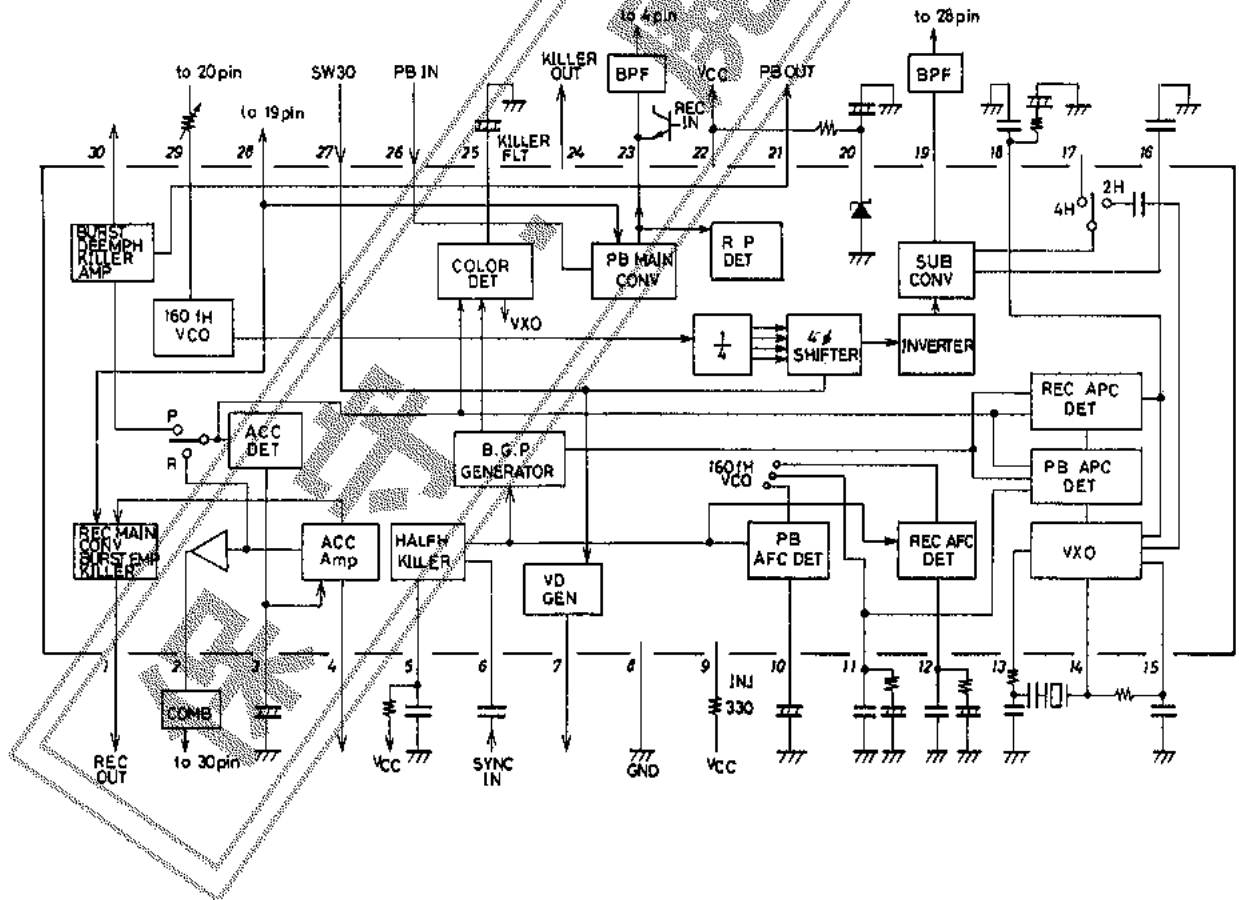 to 4pin
to 28pin
to 20pin
SW30
PB IN
KILLER
OUT
BPF
VCC
PB OUT
BPF
to 19pin
REC
IN
KILLER
FLT
30
29
28
27
26
25
24
23
22
21
20
19
18
17
16
2H
4H
BURST
DEEMPH
KILLER
AMP
COLOR
DET
PB MAIN
CONV
R P
DET
SUB
CONV
160 fH
VCO
VXO
1
4
4φ
SHIFTER
INVERTER
REC APC
DET
P
R
ACC
DET
B.G.P
GENERATOR
160 fH
VCO
PB APC
DET
REC MAIN
CONV
BURST EMP
KILLER
ACC
Amp
HALF H
KILLER
VD
GEN
PB
AFC DET
REC AFC
DET
VXO
1
2
3
4
5
6
7
8
9
10
11
12
13
14
15
INJ
330
COMB
REC
OUT
to 30pin
VCC
SYNC
IN
GND
VCC